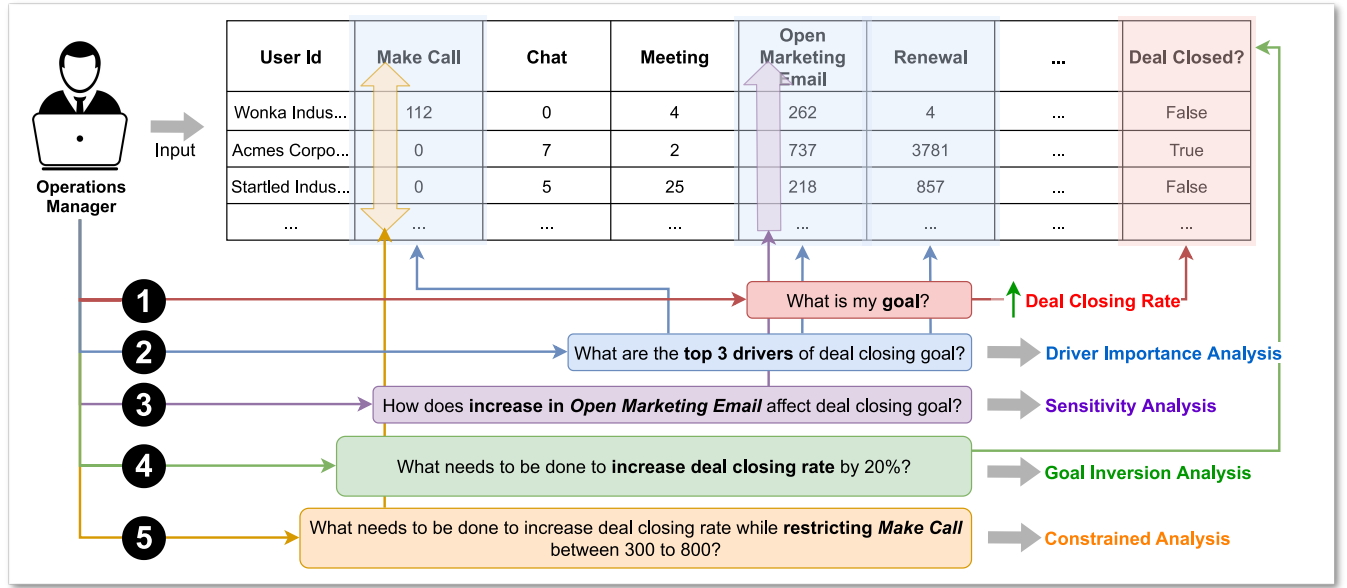 User Id
Make Call
Chat
Meeting
Open
Marketing
Email
Renewal
...
Deal Closed?
Wonka Indus... 112 0 4 262 4 ... False
Acmes Corpo... 0 7 2 737 3781 ... True
Startled Indus... 0 5 25 218 857 ... False
... ... ... ... ... ... ... ...
Input
Operations
Manager
1 What is my goal? Deal Closing Rate
2 What are the top 3 drivers of deal closing goal? Driver Importance Analysis
3 How does increase in Open Marketing Email affect deal closing goal? Sensitivity Analysis
4 What needs to be done to increase deal closing rate by 20%? Goal Inversion Analysis
5 What needs to be done to increase deal closing rate while restricting Make Call
between 300 to 800?
Constrained Analysis